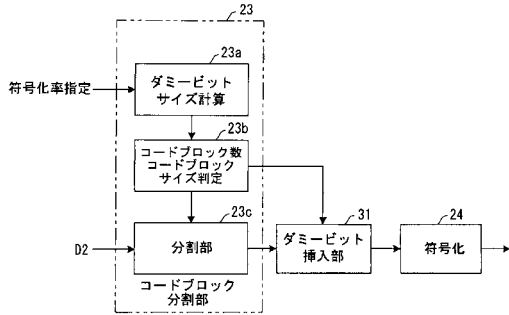 23
23a
符号化率指定
ダミービット
サイズ計算
23b
コードブロック数
コードブロック
サイズ判定
23c
31
24
D2
分割部
ダミービット
挿入部
符号化
コードブロック
分割部